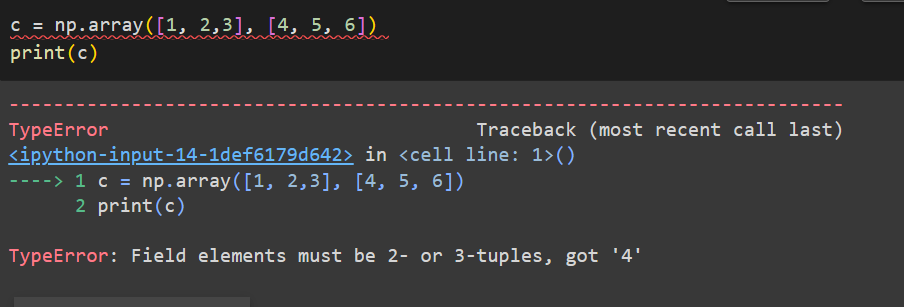 c = np.array([1, 2,3], [4, 5, 6])
print(c)
---------------------------------------------------------------------------
TypeError                                 Traceback (most recent call last)
<ipython-input-14-1def6179d642> in <cell line: 1>()
----> 1 c = np.array([1, 2,3], [4, 5, 6])
      2 print(c)
TypeError: Field elements must be 2- or 3-tuples, got '4'